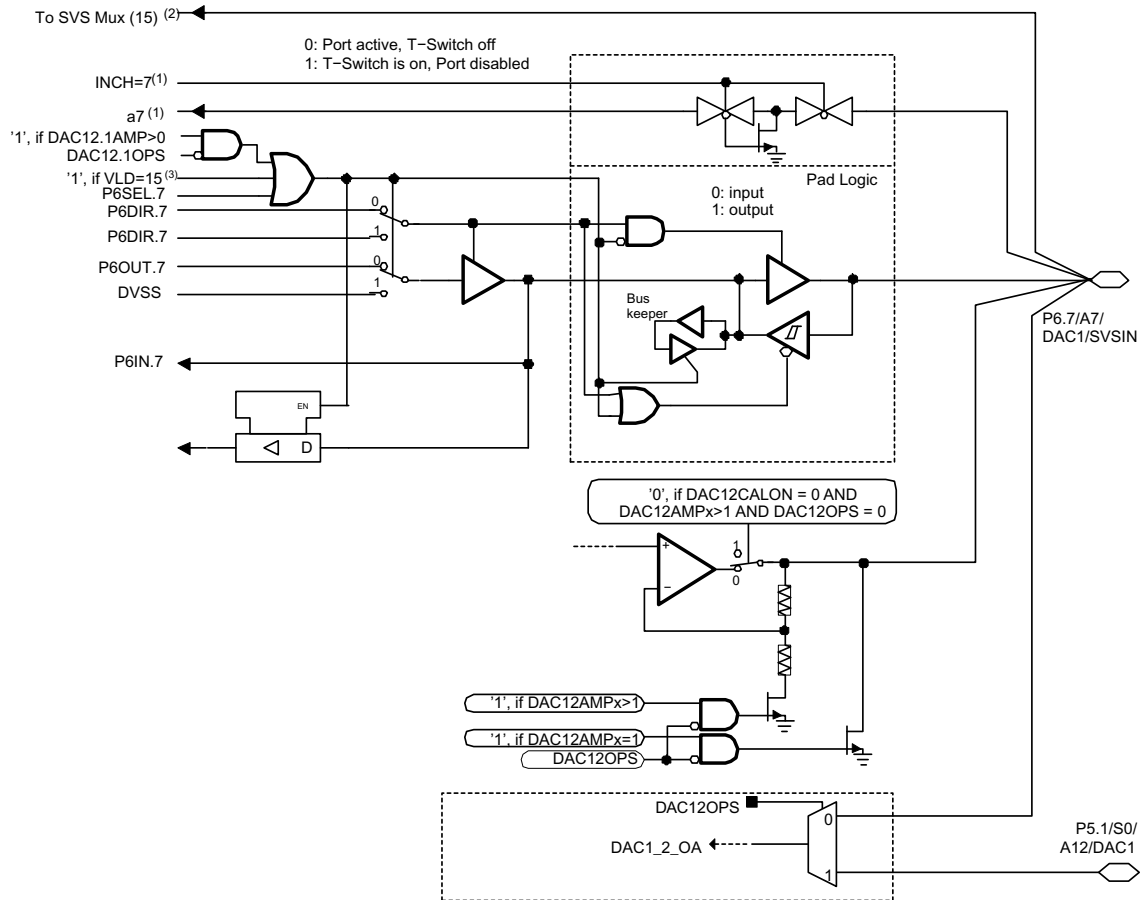 To SVS Mux (15) (2)
0: Port active, T−Switch off
1: T−Switch is on, Port disabled
INCH=7(1)
a7 (1)
'1', if DAC12.1AMP>0
DAC12.1OPS
'1', if VLD=15 (3)
P6SEL.7
P6DIR.7
0
P6DIR.7
1
P6OUT.7
0
DVSS
1
Pad Logic
0: input
1: output
Bus
keeper
P6IN.7
EN
D
P6.7/A7/
DAC1/SVSIN
'0', if DAC12CALON = 0 AND
DAC12AMPx>1 AND DAC12OPS = 0
+
−
1
0
'1', if DAC12AMPx>1
'1', if DAC12AMPx=1
DAC12OPS
DAC12OPS
0
DAC1_2_OA
1
P5.1/S0/
A12/DAC1